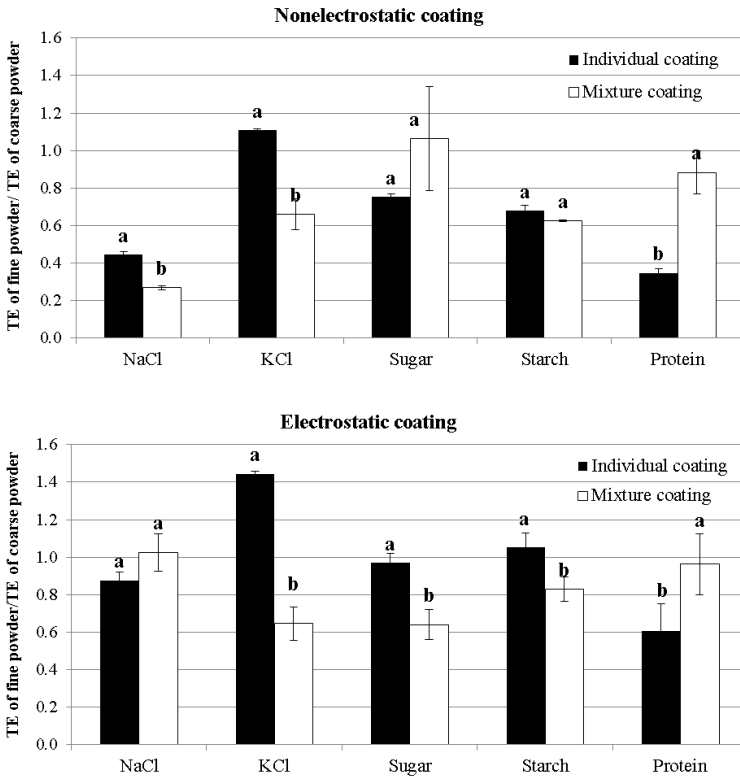 Nonelectrostatic coating
TE of fine powder/ TE of coarse powder
1.6
1.4
1.2
1.0
0.8
0.6
0.4
0.2
0.0
Individual coating
Mixture coating
a
b
a
b
a
a
a
a
b
a
NaCl KCl Sugar Starch Protein
Electrostatic coating
TE of fine powder/TE of coarse powder
1.6
1.4
1.2
1.0
0.8
0.6
0.4
0.2
0.0
Individual coating
Mixture coating
a
a
a
b
a
b
a
b
b
a
NaCl KCl Sugar Starch Protein